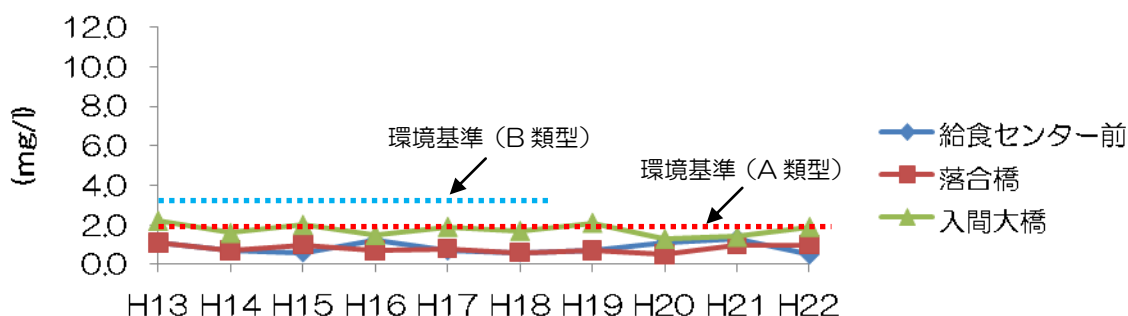 12.0
10.0
8.0
6.0
4.0
2.0
0.0
(mg/l)
環境基準（B 類型）
環境基準（A 類型）
給食センター前
落合橋
入間大橋
H13 H14 H15 H16 H17 H18 H19 H20 H21 H22